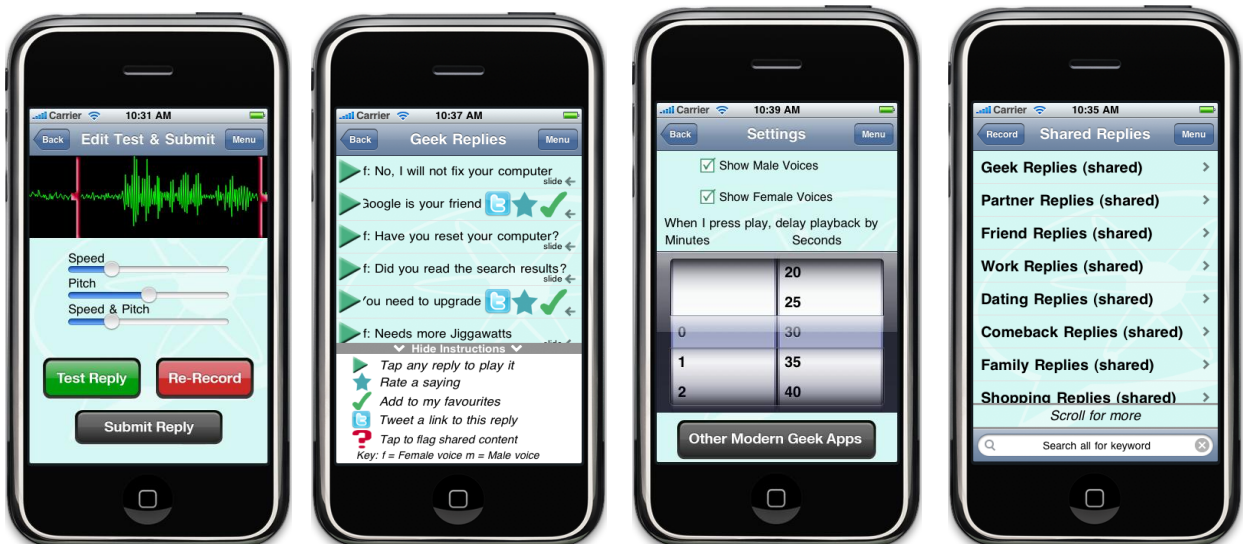 Carrier 10:31 AM
Back Edit Test & Submit Menu
Speed
Pitch
Speed & Pitch
Test Reply Re-Record
Submit Reply
Carrier 10:37 AM
Back Geek Replies Menu
f: No, I will not fix your computer
slide
Google is your friend
f: Have you reset your computer?
slide
f: Did you read the search results?
slide
You need to upgrade
f: Needs more Jiggawatts
Hide Instructions
Tap any reply to play it
Rate a saying
Add to my favourites
Tweet a link to this reply
? Tap to flag shared content
Key: f = Female voice m = Male voice
Carrier 10:39 AM
Back Settings Menu
Show Male Voices
Show Female Voices
When I press play, delay playback by
Minutes Seconds
20
25
0 30
1 35
2 40
Other Modern Geek Apps
Carrier 10:35 AM
Record Shared Replies Menu
Geek Replies (shared)
Partner Replies (shared)
Friend Replies (shared)
Work Replies (shared)
Dating Replies (shared)
Comeback Replies (shared)
Family Replies (shared)
Shopping Replies (shared)
Scroll for more
Search all for keyword